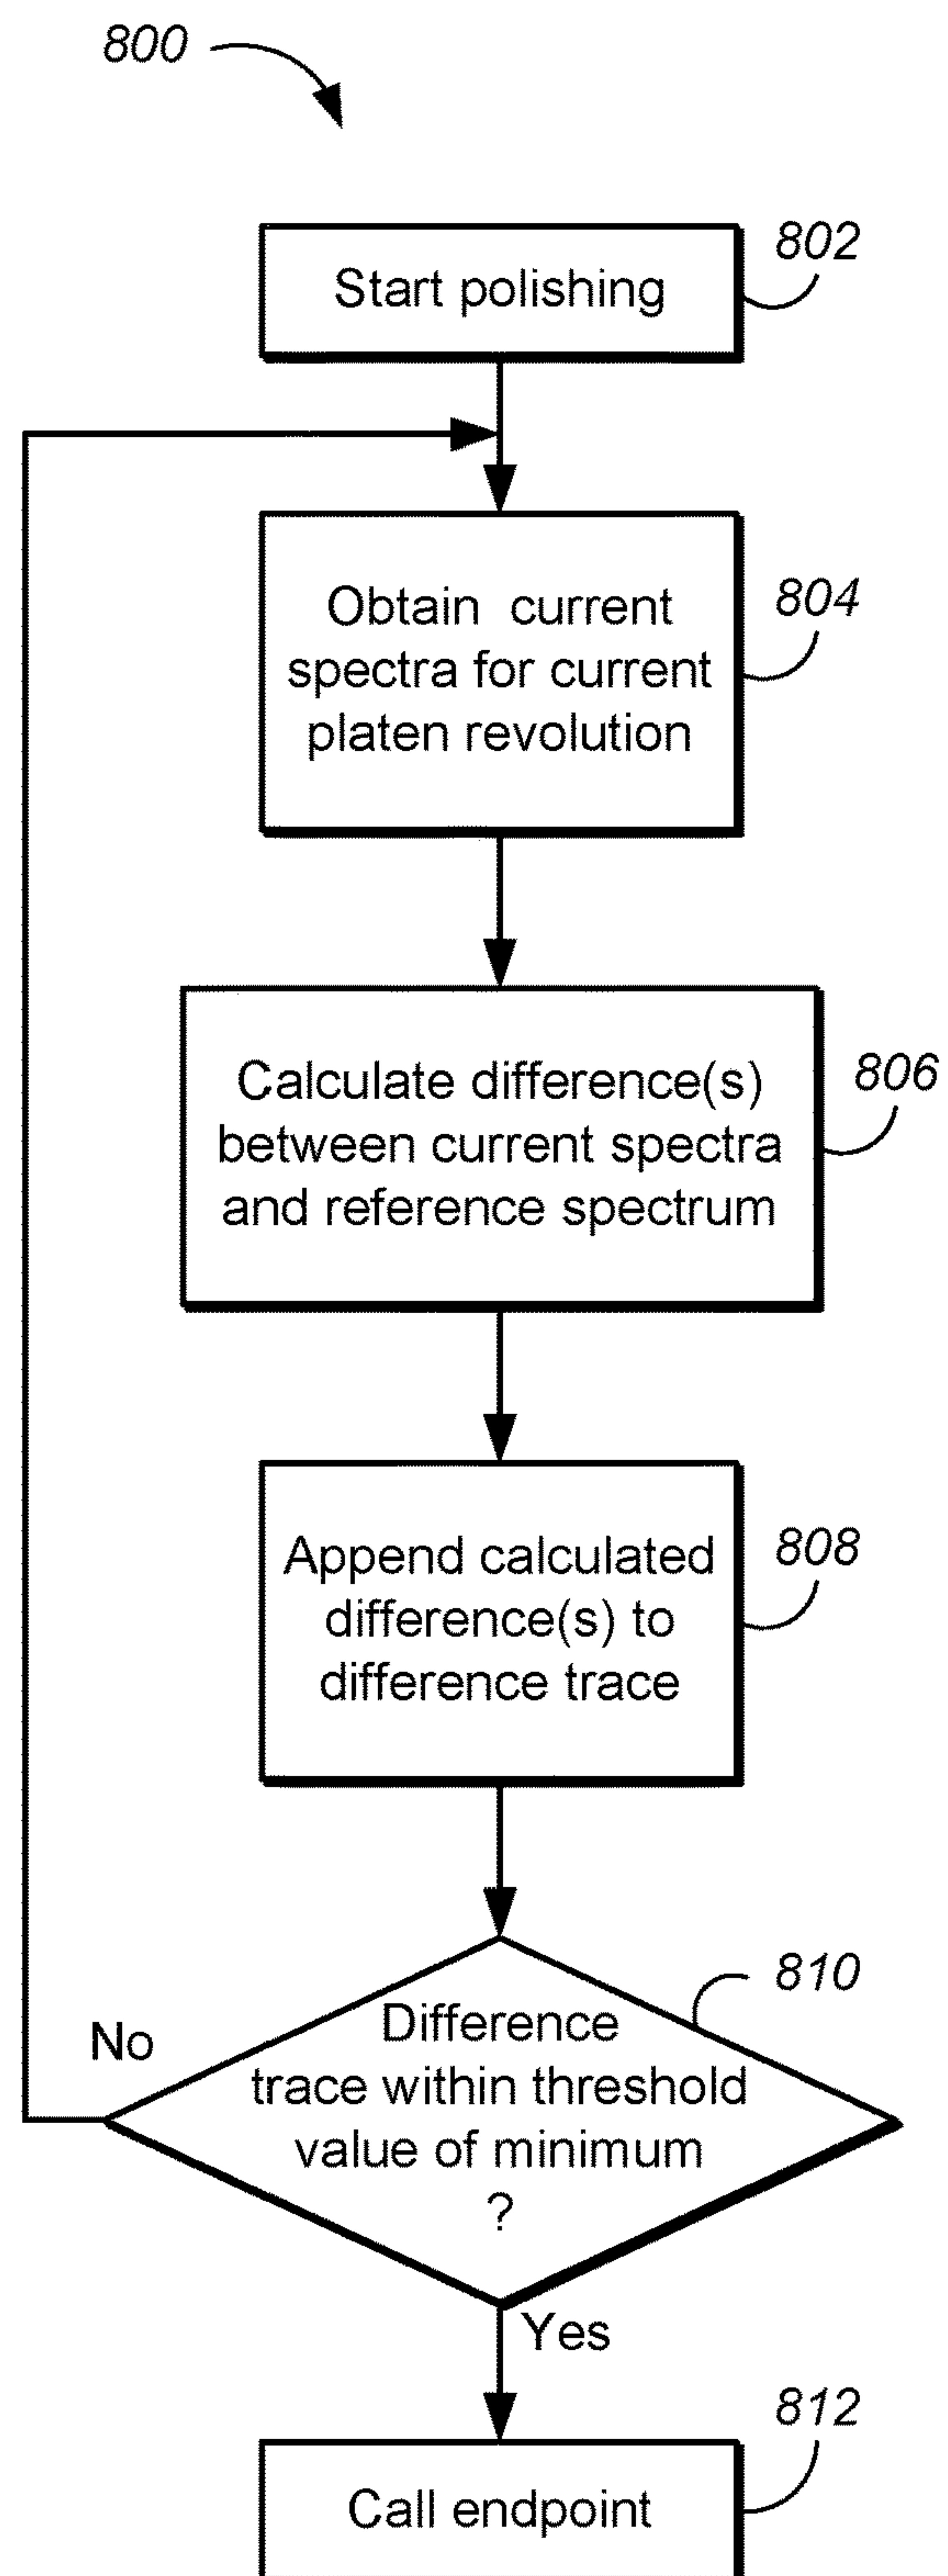 800
802
Start polishing
804
Obtain current
spectra for current
platen revolution
806
Calculate difference(s)
between current spectra
and reference spectrum
808
Append calculated
difference(s) to
difference trace
810
No
Difference
trace within threshold
value of minimum
?
Yes
812
Call endpoint